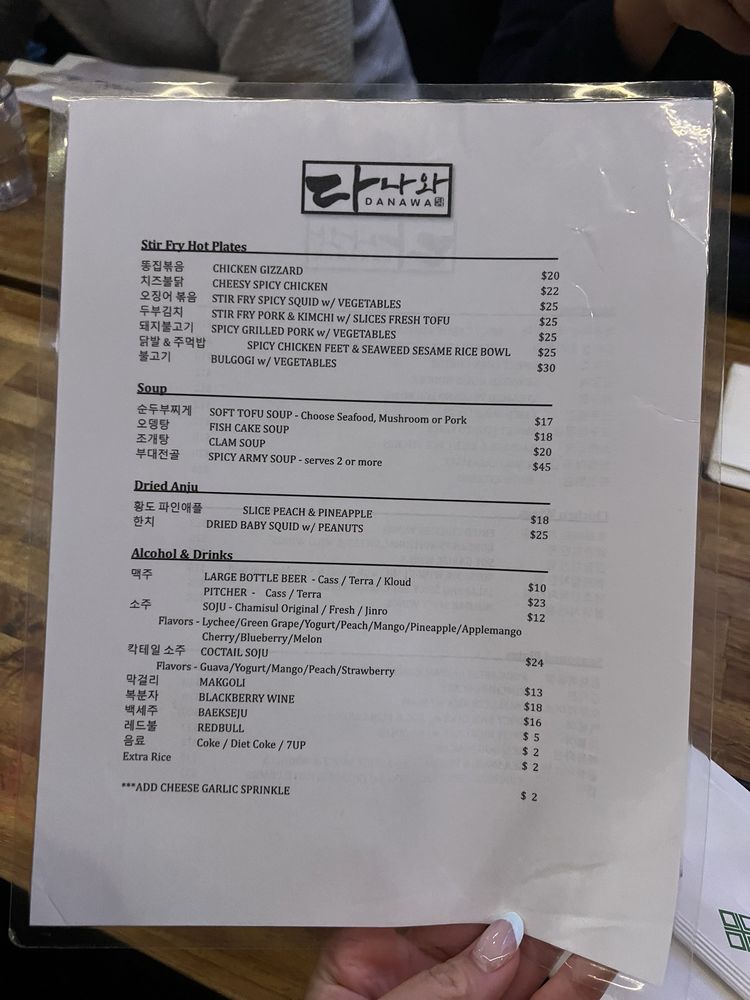 다나와
DANAWA
Stir Fry Hot Plates
똥집볶음 CHICKEN GIZZARD $20
치즈불닭 CHEESY SPICY CHICKEN $22
오징어 볶음 STIR FRY SPICY SQUID w/ VEGETABLES $25
두부김치 STIR FRY PORK & KIMCHI w/ SLICES FRESH TOFU $25
돼지불고기 SPICY GRILLED PORK w/ VEGETABLES $25
닭발 & 주먹밥 SPICY CHICKEN FEET & SEAWEED SESAME RICE BOWL $25
불고기 BULGOGI w/ VEGETABLES $30
Soup
순두부찌게 SOFT TOFU SOUP - Choose Seafood, Mushroom or Pork $17
오뎅탕 FISH CAKE SOUP $18
조개탕 CLAM SOUP $20
부대전골 SPICY ARMY SOUP - serves 2 or more $45
Dried Anju
황도 파인애플 SLICE PEACH & PINEAPPLE $18
한치 DRIED BABY SQUID w/ PEANUTS $25
Alcohol & Drinks
맥주 LARGE BOTTLE BEER - Cass / Terra / Kloud $10
PITCHER - Cass / Terra $23
소주 SOJU - Chamisul Original / Fresh / Jinro $12
Flavors - Lychee/Green Grape/Yogurt/Peach/Mango/Pineapple/Applemango
Cherry/Blueberry/Melon
칵테일 소주 COCTAIL SOJU $24
Flavors - Guava/Yogurt/Mango/Peach/Strawberry
막걸리 MAKGOLI $13
복분자 BLACKBERRY WINE $18
백세주 BAEKSEJU $16
레드불 REDBULL $ 5
음료 Coke / Diet Coke / 7UP $ 2
Extra Rice $ 2
***ADD CHEESE GARLIC SPRINKLE $ 2